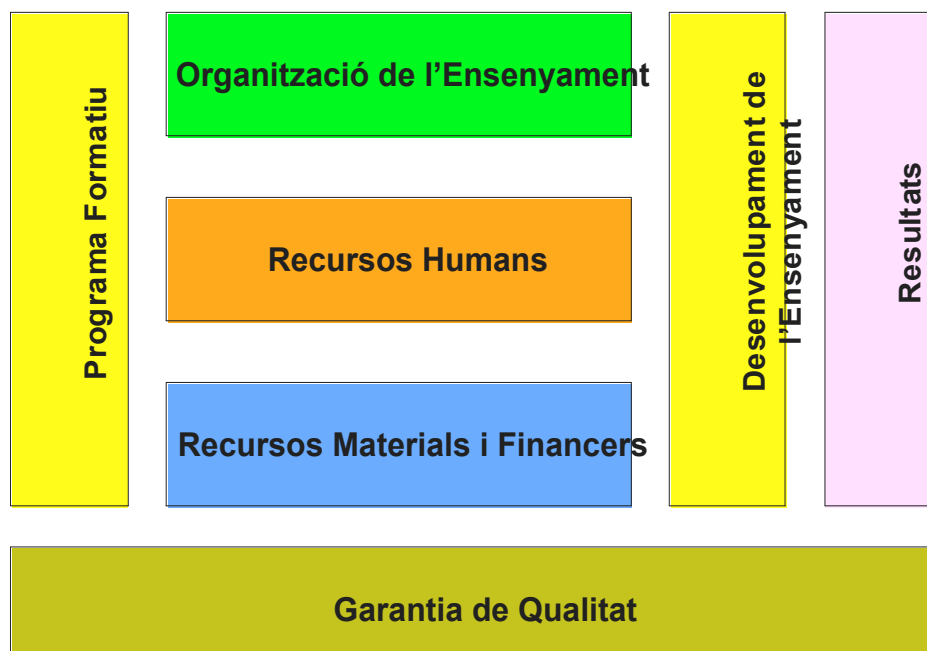 Programa Formatiu
Organització de l’Ensenyament
Recursos Humans
Recursos Materials i Financers
Desenvolupament de
l’Ensenyament
Resultats
Garantia de Qualitat